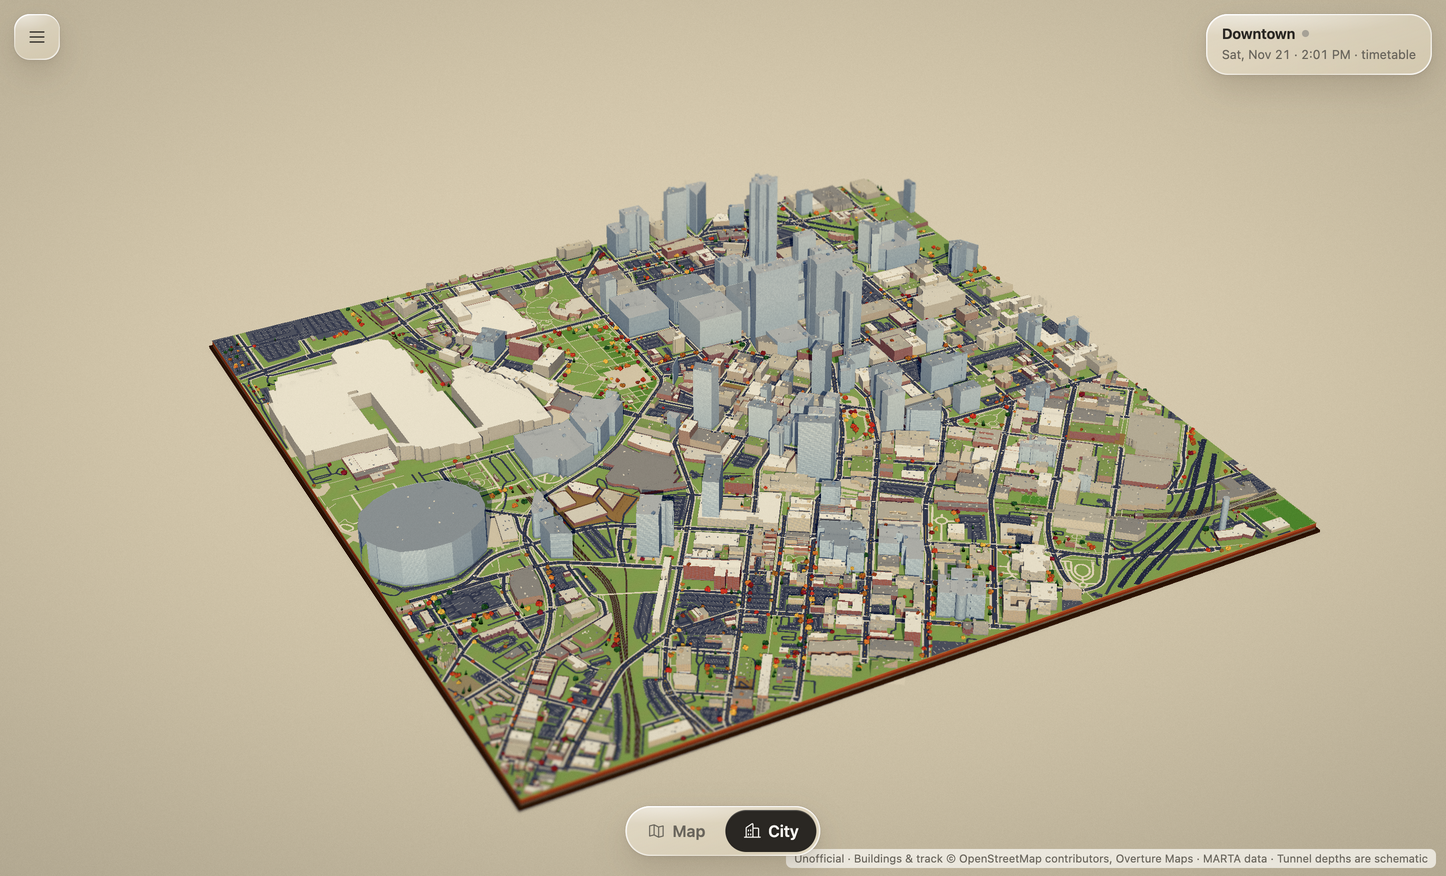 Downtown
Sat, Nov 21 · 2:01 PM · timetable
Map
City
Unofficial · Buildings & track © OpenStreetMap contributors, Overture Maps · MARTA data · Tunnel depths are schematic